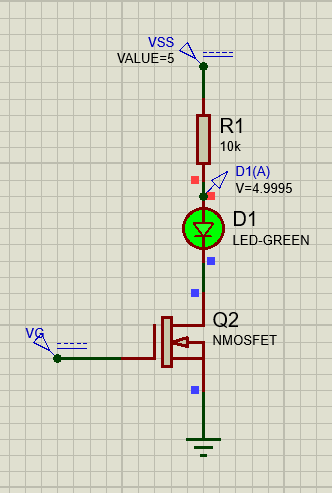 VSS
VALUE=5
R1
10k
D1(A)
V=4.9995
D1
LED-GREEN
Q2
NMOSFET
VG